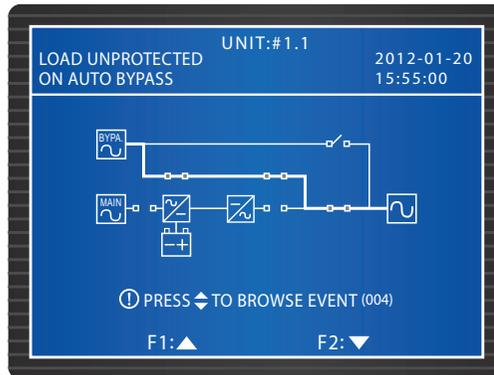 UNIT:#1.1
LOAD UNPROTECTED
ON AUTO BYPASS
2012-01-20
15:55:00
BYPA.
MAIN
PRESS TO BROWSE EVENT (004)
F1:
F2: